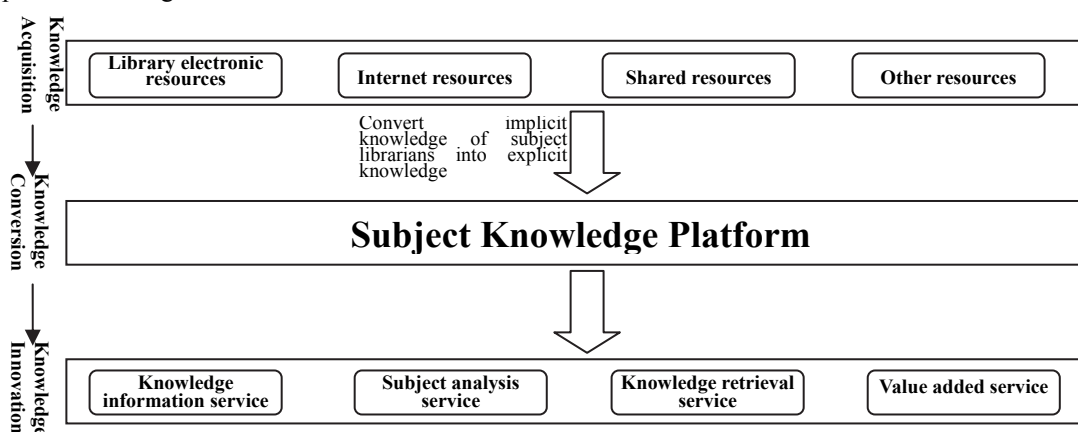 Knowledge
Acquisition
Library electronic
resources
Internet resources
Shared resources
Other resources
Convert implicit
knowledge of subject
librarians into explicit
knowledge
Knowledge
Conversion
Subject Knowledge Platform
Knowledge
Innovation
Knowledge
information service
Subject analysis
service
Knowledge retrieval
service
Value added service